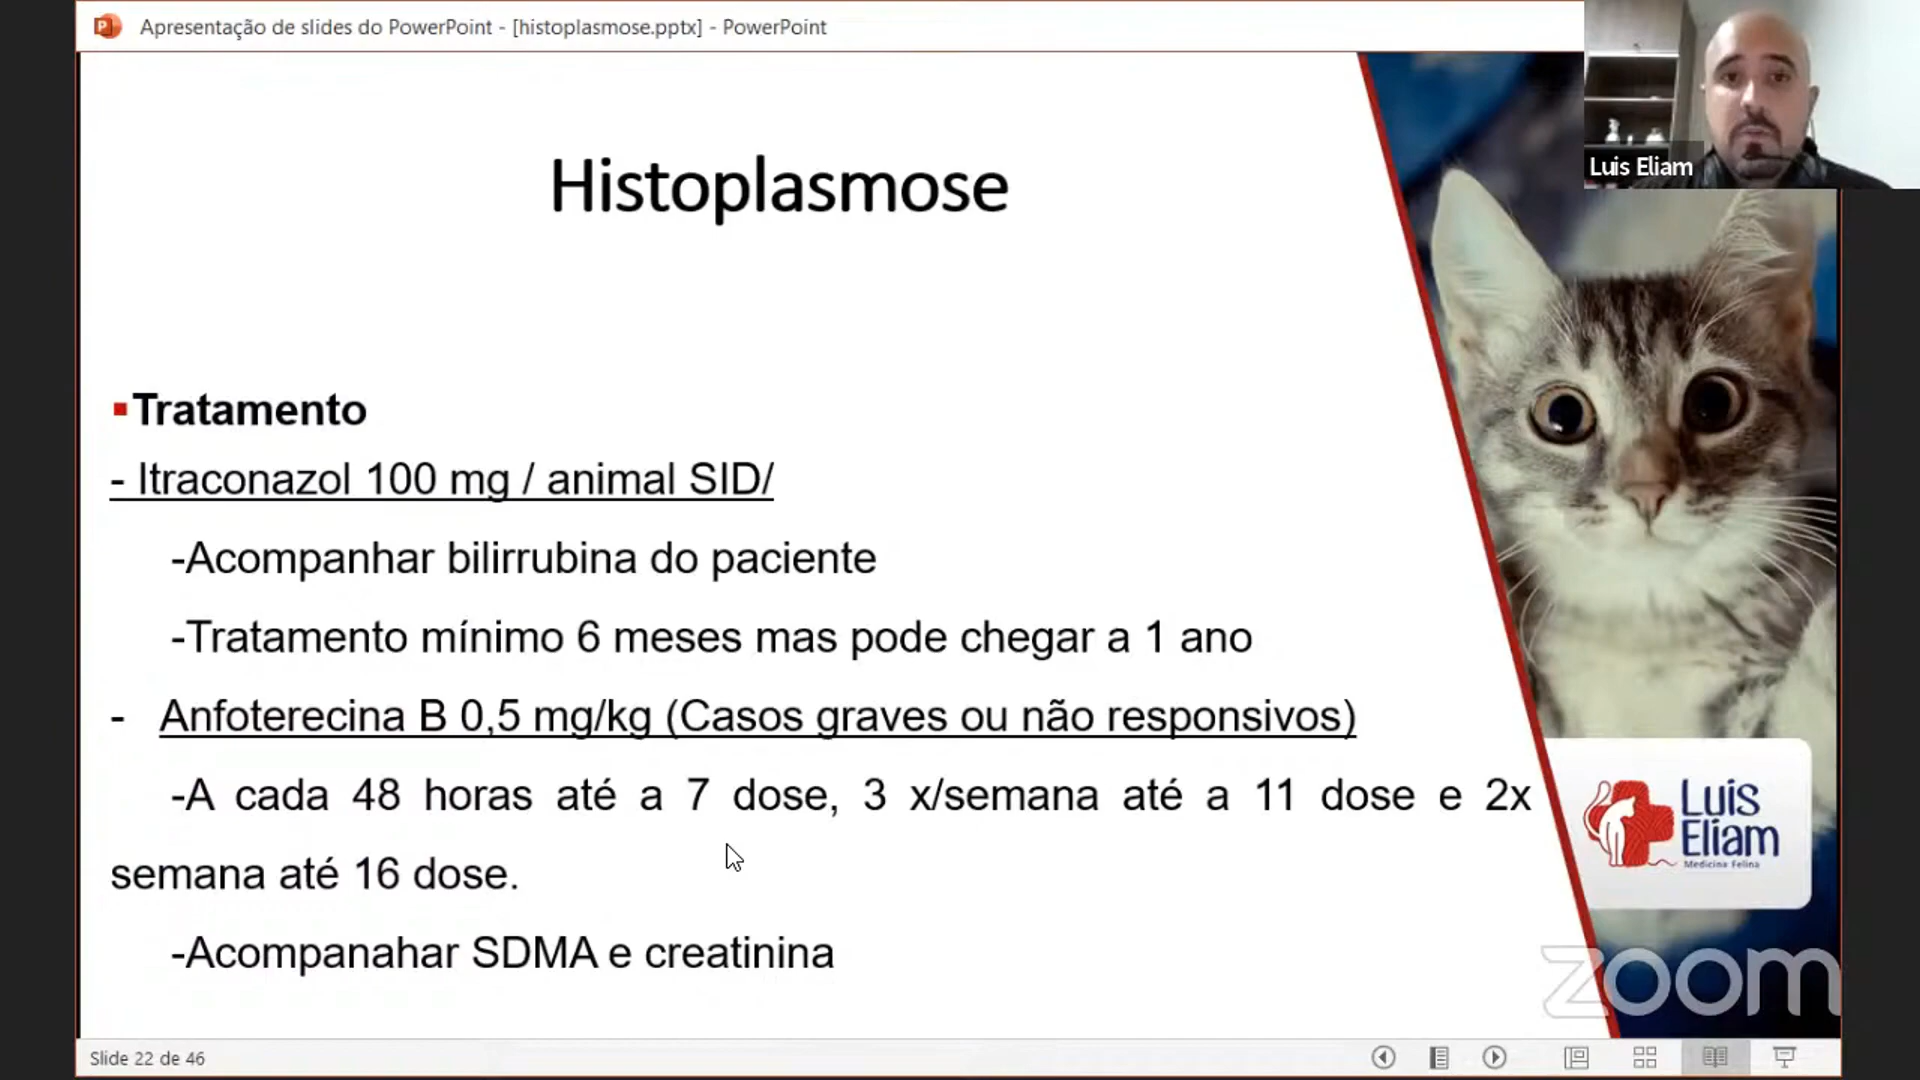 Apresentação de slides do PowerPoint - [histoplasmose.pptx] - PowerPoint
Luis Eliam
Histoplasmose
▪Tratamento
- Itraconazol 100 mg / animal SID/
-Acompanhar bilirrubina do paciente
-Tratamento mínimo 6 meses mas pode chegar a 1 ano
- Anfoterecina B 0,5 mg/kg (Casos graves ou não responsivos)
-A cada 48 horas até a 7 dose, 3 x/semana até a 11 dose e 2x
semana até 16 dose.
-Acompanahar SDMA e creatinina
Luis
Eliam
Medicina Felina
zoom
Slide 22 de 46